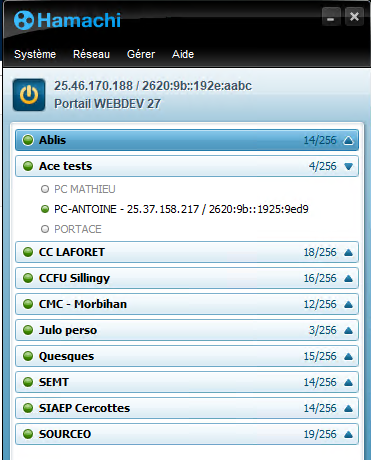 Hamachi
Système Réseau Gérer Aide
25.46.170.188 / 2620:9b::192e:aabc
Portail WEBDEV 27
Ablis 14/256
Ace tests 4/256
PC MATHIEU
PC-ANTOINE - 25.37.158.217 / 2620:9b::1925:9ed9
PORTACE
CC LAFORET 18/256
CCFU Sillingy 16/256
CMC - Morbihan 12/256
Julo perso 3/256
Quesques 15/256
SEMT 14/256
SIAEP Cercottes 14/256
SOURCEO 19/256